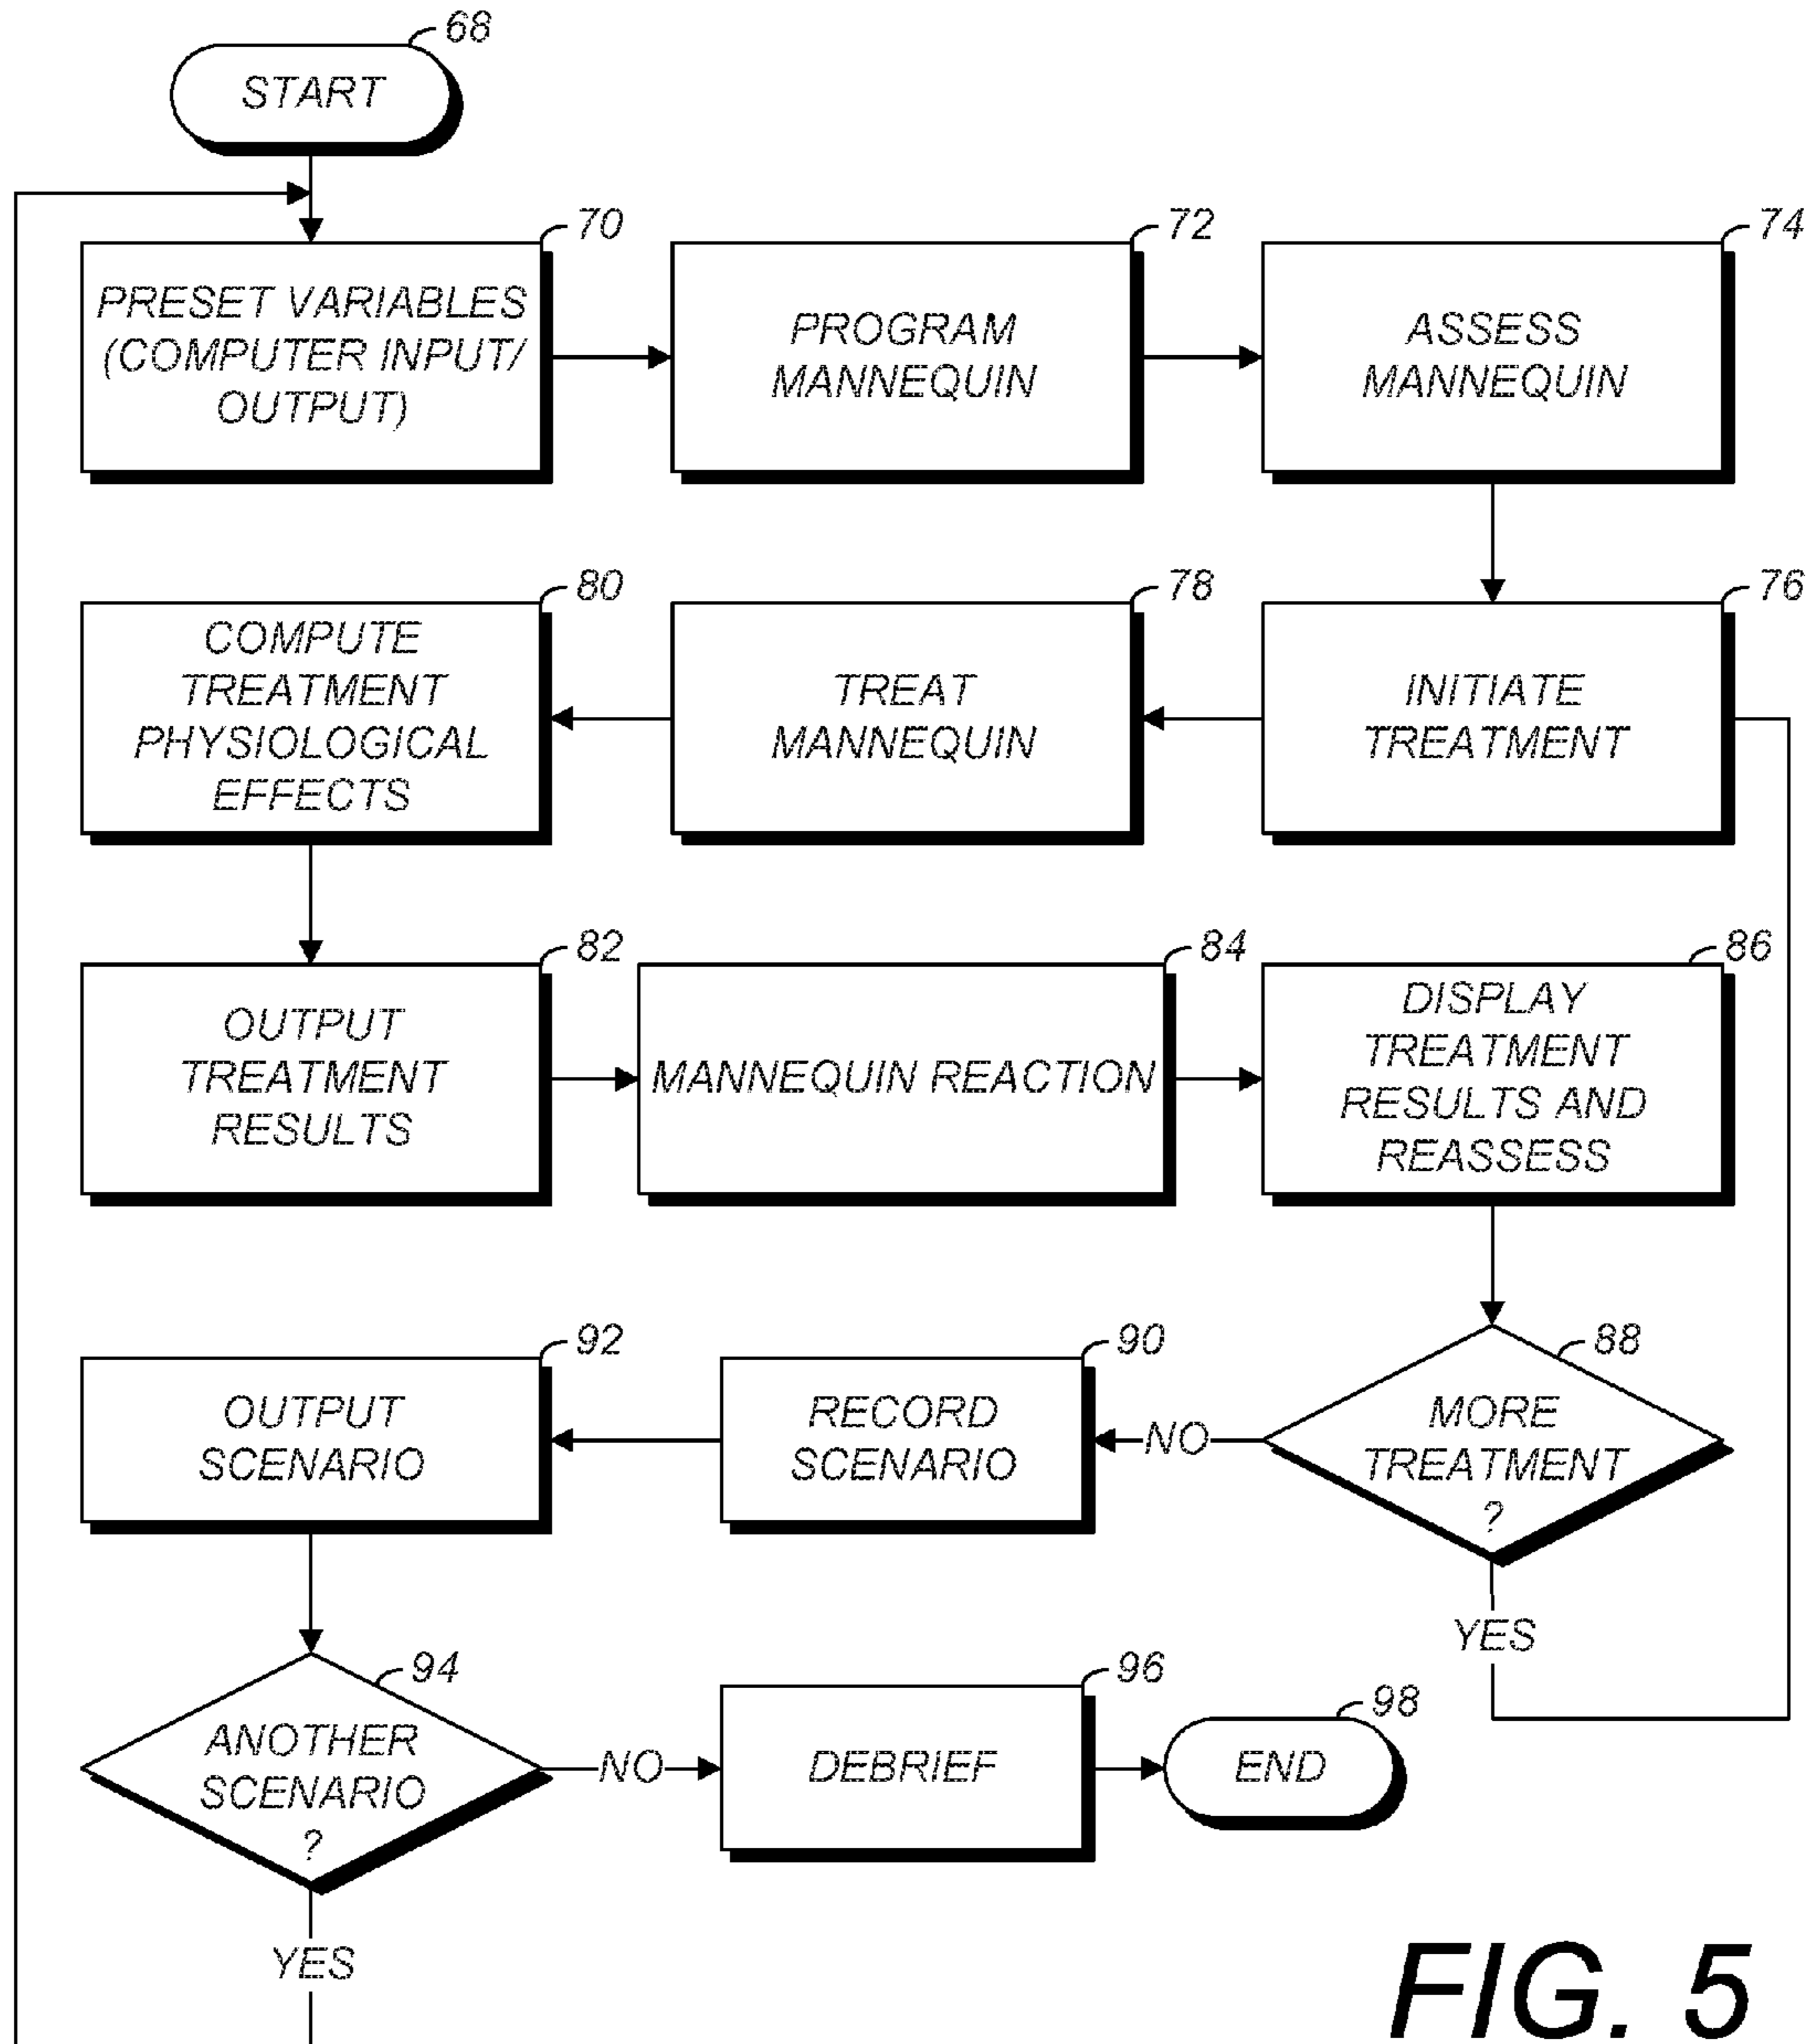 68
START
70
PRESET VARIABLES
(COMPUTER INPUT/
OUTPUT)
72
PROGRAM
MANNEQUIN
74
ASSESS
MANNEQUIN
80
COMPUTE
TREATMENT
PHYSIOLOGICAL
EFFECTS
78
TREAT
MANNEQUIN
76
INITIATE
TREATMENT
82
OUTPUT
TREATMENT
RESULTS
84
MANNEQUIN REACTION
86
DISPLAY
TREATMENT
RESULTS AND
REASSESS
92
OUTPUT
SCENARIO
90
RECORD
SCENARIO
NO
88
MORE
TREATMENT
?
YES
94
ANOTHER
SCENARIO
?
NO
96
DEBRIEF
98
END
YES
FIG. 5